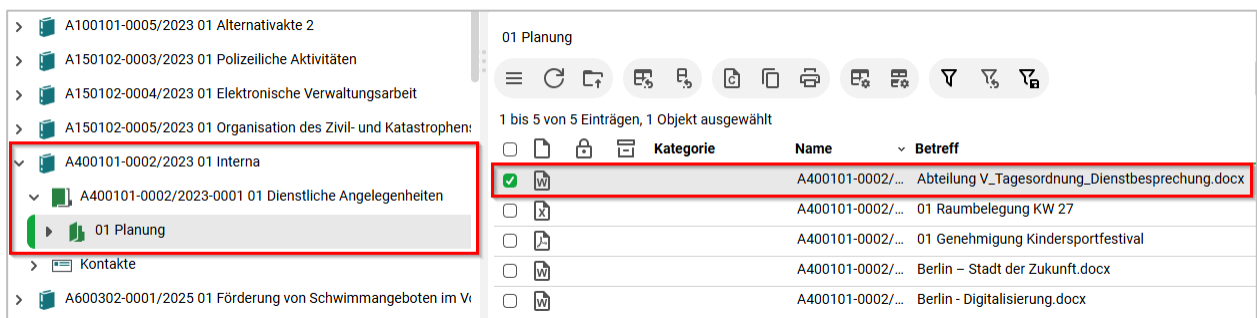 A100101-0005/2023 01 Alternativakte 2
A150102-0003/2023 01 Polizeiliche Aktivitäten
A150102-0004/2023 01 Elektronische Verwaltungsarbeit
A150102-0005/2023 01 Organisation des Zivil- und Katastrophens
A400101-0002/2023 01 Interna
A400101-0002/2023-0001 01 Dienstliche Angelegenheiten
01 Planung
Kontakte
A600302-0001/2025 01 Förderung von Schwimmangeboten im Vo
01 Planung
1 bis 5 von 5 Einträgen, 1 Objekt ausgewählt
Kategorie Name Betreff
A400101-0002/... Abteilung V_Tagesordnung_Dienstbesprechung.docx
A400101-0002/... 01 Raumbelegung KW 27
A400101-0002/... 01 Genehmigung Kindersportfestival
A400101-0002/... Berlin – Stadt der Zukunft.docx
A400101-0002/... Berlin - Digitalisierung.docx